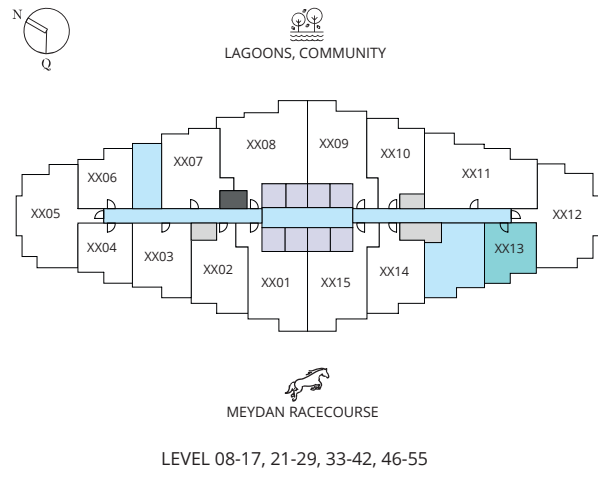 N
Q
LAGOONS, COMMUNITY
XX08
XX09
XX07
XX10
XX06
XX11
XX05
XX12
XX04
XX03
XX02
XX01
XX15
XX14
XX13
MEYDAN RACECOURSE
LEVEL 08-17, 21-29, 33-42, 46-55